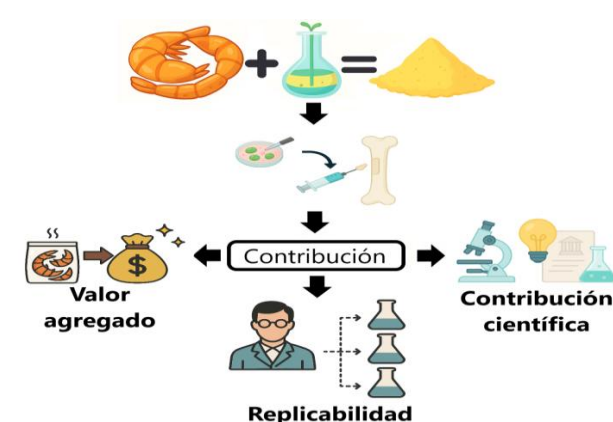 Contribución
Valor
agregado
Contribución
científica
Replicabilidad